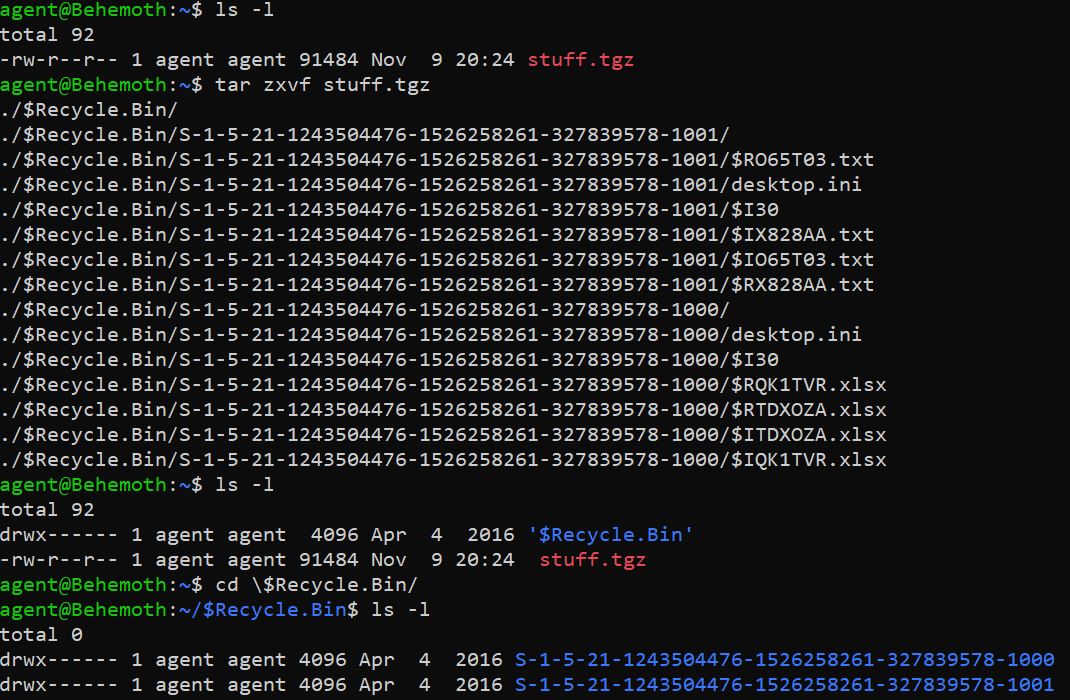 agent@Behemoth:~$ ls -l
total 92
-rw-r--r-- 1 agent agent 91484 Nov  9 20:24 stuff.tgz
agent@Behemoth:~$ tar zxvf stuff.tgz
./$Recycle.Bin/
./$Recycle.Bin/S-1-5-21-1243504476-1526258261-327839578-1001/
./$Recycle.Bin/S-1-5-21-1243504476-1526258261-327839578-1001/$RO65T03.txt
./$Recycle.Bin/S-1-5-21-1243504476-1526258261-327839578-1001/desktop.ini
./$Recycle.Bin/S-1-5-21-1243504476-1526258261-327839578-1001/$I30
./$Recycle.Bin/S-1-5-21-1243504476-1526258261-327839578-1001/$IX828AA.txt
./$Recycle.Bin/S-1-5-21-1243504476-1526258261-327839578-1001/$IO65T03.txt
./$Recycle.Bin/S-1-5-21-1243504476-1526258261-327839578-1001/$RX828AA.txt
./$Recycle.Bin/S-1-5-21-1243504476-1526258261-327839578-1000/
./$Recycle.Bin/S-1-5-21-1243504476-1526258261-327839578-1000/desktop.ini
./$Recycle.Bin/S-1-5-21-1243504476-1526258261-327839578-1000/$I30
./$Recycle.Bin/S-1-5-21-1243504476-1526258261-327839578-1000/$RQK1TVR.xlsx
./$Recycle.Bin/S-1-5-21-1243504476-1526258261-327839578-1000/$RTDXOZA.xlsx
./$Recycle.Bin/S-1-5-21-1243504476-1526258261-327839578-1000/$ITDXOZA.xlsx
./$Recycle.Bin/S-1-5-21-1243504476-1526258261-327839578-1000/$IQK1TVR.xlsx
agent@Behemoth:~$ ls -l
total 92
drwx------ 1 agent agent  4096 Apr  4  2016 '$Recycle.Bin'
-rw-r--r-- 1 agent agent 91484 Nov  9 20:24  stuff.tgz
agent@Behemoth:~$ cd \$Recycle.Bin/
agent@Behemoth:~/$Recycle.Bin$ ls -l
total 0
drwx------ 1 agent agent 4096 Apr  4  2016 S-1-5-21-1243504476-1526258261-327839578-1000
drwx------ 1 agent agent 4096 Apr  4  2016 S-1-5-21-1243504476-1526258261-327839578-1001